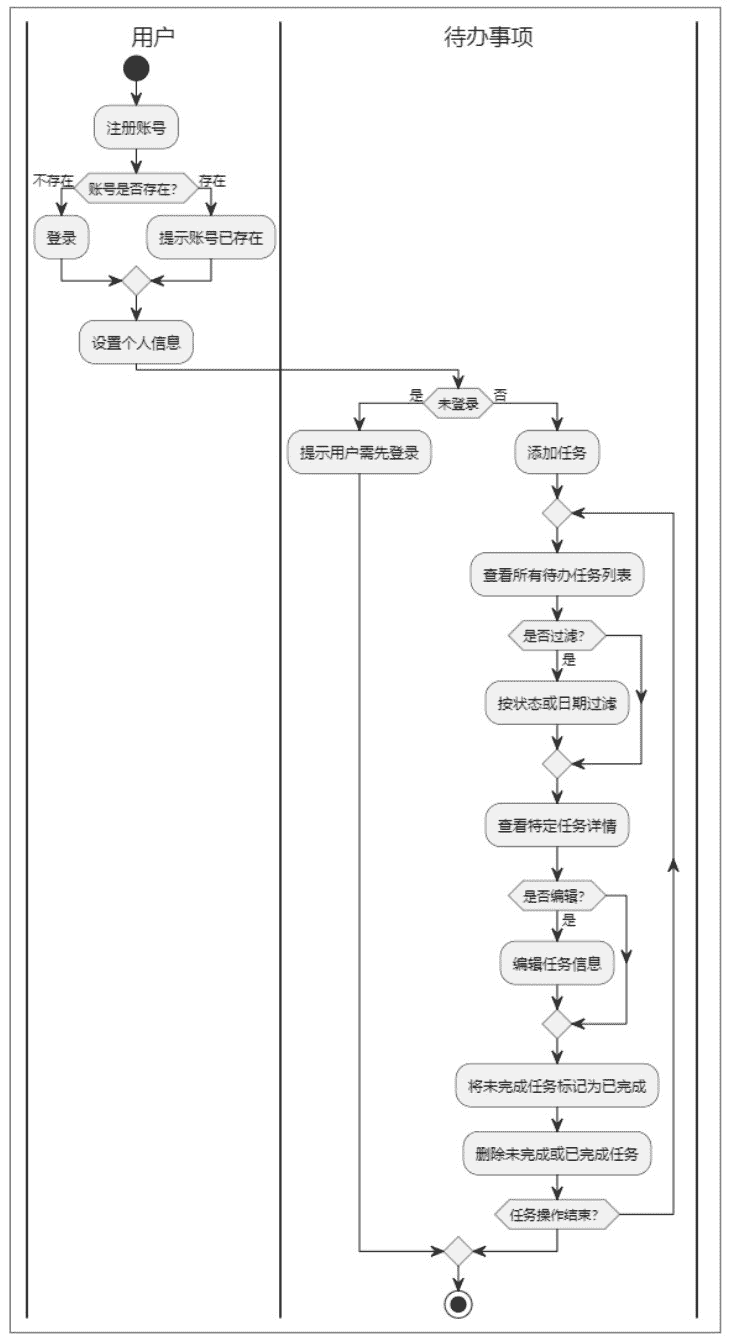 用户
待办事项
注册账号
不存在
账号是否存在?
存在
登录
提示账号已存在
设置个人信息
是
未登录
否
提示用户需先登录
添加任务
查看所有待办任务列表
是否过滤?
是
按状态或日期过滤
查看特定任务详情
是否编辑?
是
编辑任务信息
将未完成任务标记为已完成
删除未完成或已完成任务
任务操作结束?